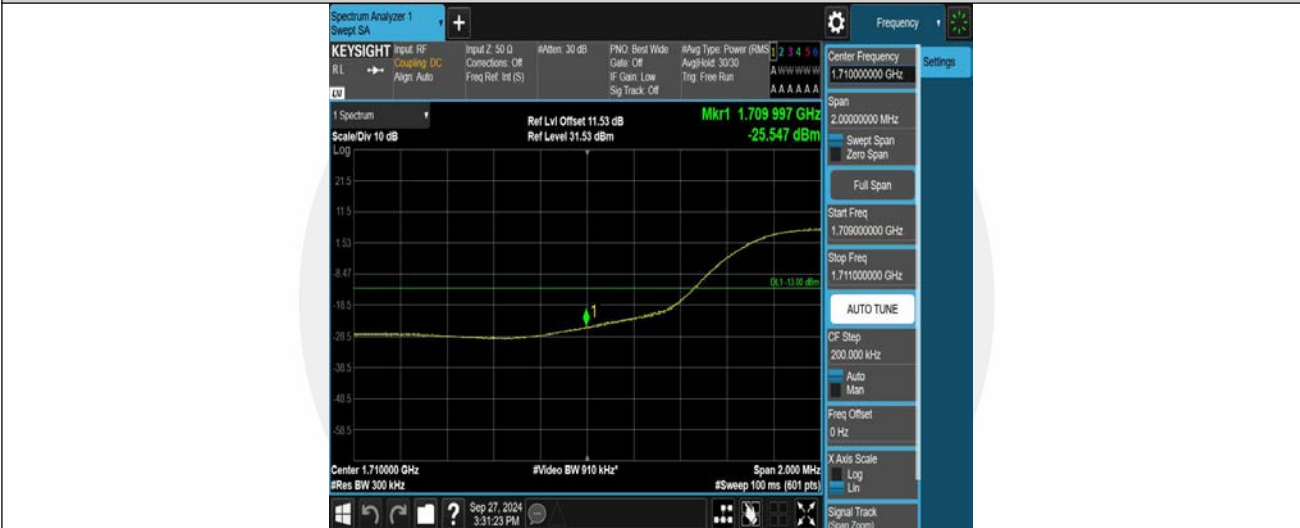 Spectrum Analyzer 1
Swept SA
Frequency
KEYSIGHT
RL
Input: RF
Coupling: DC
Align: Auto
Input Z: 50 Ω
Corrections: Off
Freq Ref: Int (S)
#Atten: 30 dB
PNO: Best Wide
Gate: Off
IF Gain: Low
Sig Track: Off
#Avg Type: Power (RMS
Avg|Hold: 30/30
Trig: Free Run
1 2 3 4 5 6
A W W W W W
A A A A A A
1 Spectrum
Scale/Div 10 dB
Log
Ref Lvl Offset 11.53 dB
Ref Level 31.53 dBm
Mkr1 1.709 997 GHz
-25.547 dBm
21.5
11.5
1.53
-8.47
-18.5
-28.5
-38.5
-48.5
-58.5
DL1 -13.00 dBm
1
Center 1.710000 GHz
#Res BW 300 kHz
#Video BW 910 kHz*
Span 2.000 MHz
#Sweep 100 ms (601 pts)
?
Sep 27, 2024
3:31:23 PM
Center Frequency
1.710000000 GHz
Span
2.00000000 MHz
Swept Span
Zero Span
Full Span
Start Freq
1.709000000 GHz
Stop Freq
1.711000000 GHz
AUTO TUNE
CF Step
200.000 kHz
Auto
Man
Freq Offset
0 Hz
X Axis Scale
Log
Lin
Signal Track
(Span Zoom)
Settings